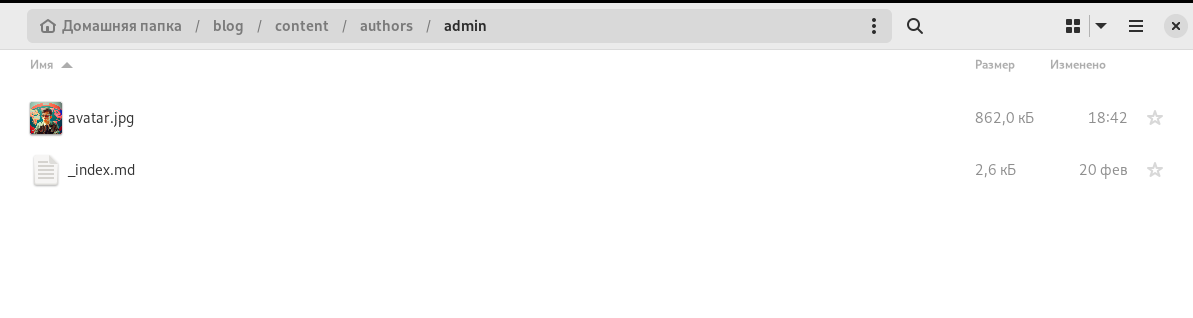 Домашняя папка / blog / content / authors / admin
Имя Размер Изменено
avatar.jpg 862,0 кБ 18:42
_index.md 2,6 кБ 20 фев